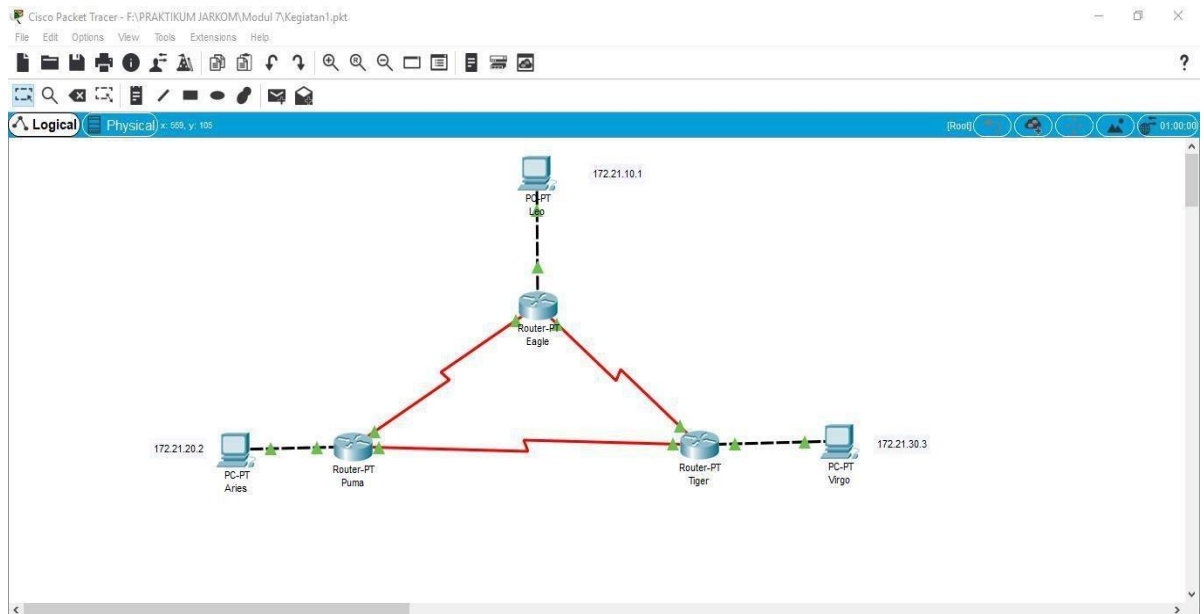 Cisco Packet Tracer - F:\PRAKTIKUM JARKOM\Modul 7\Kegiatan1.pkt
File Edit Options View Tools Extensions Help
?
Logical Physical x: 559, y: 105 [Root] 01:00:00
172.21.10.1
PC-PT
Leo
Router-PT
Eagle
172.21.20.2
PC-PT
Aries
Router-PT
Puma
Router-PT
Tiger
PC-PT
Virgo
172.21.30.3